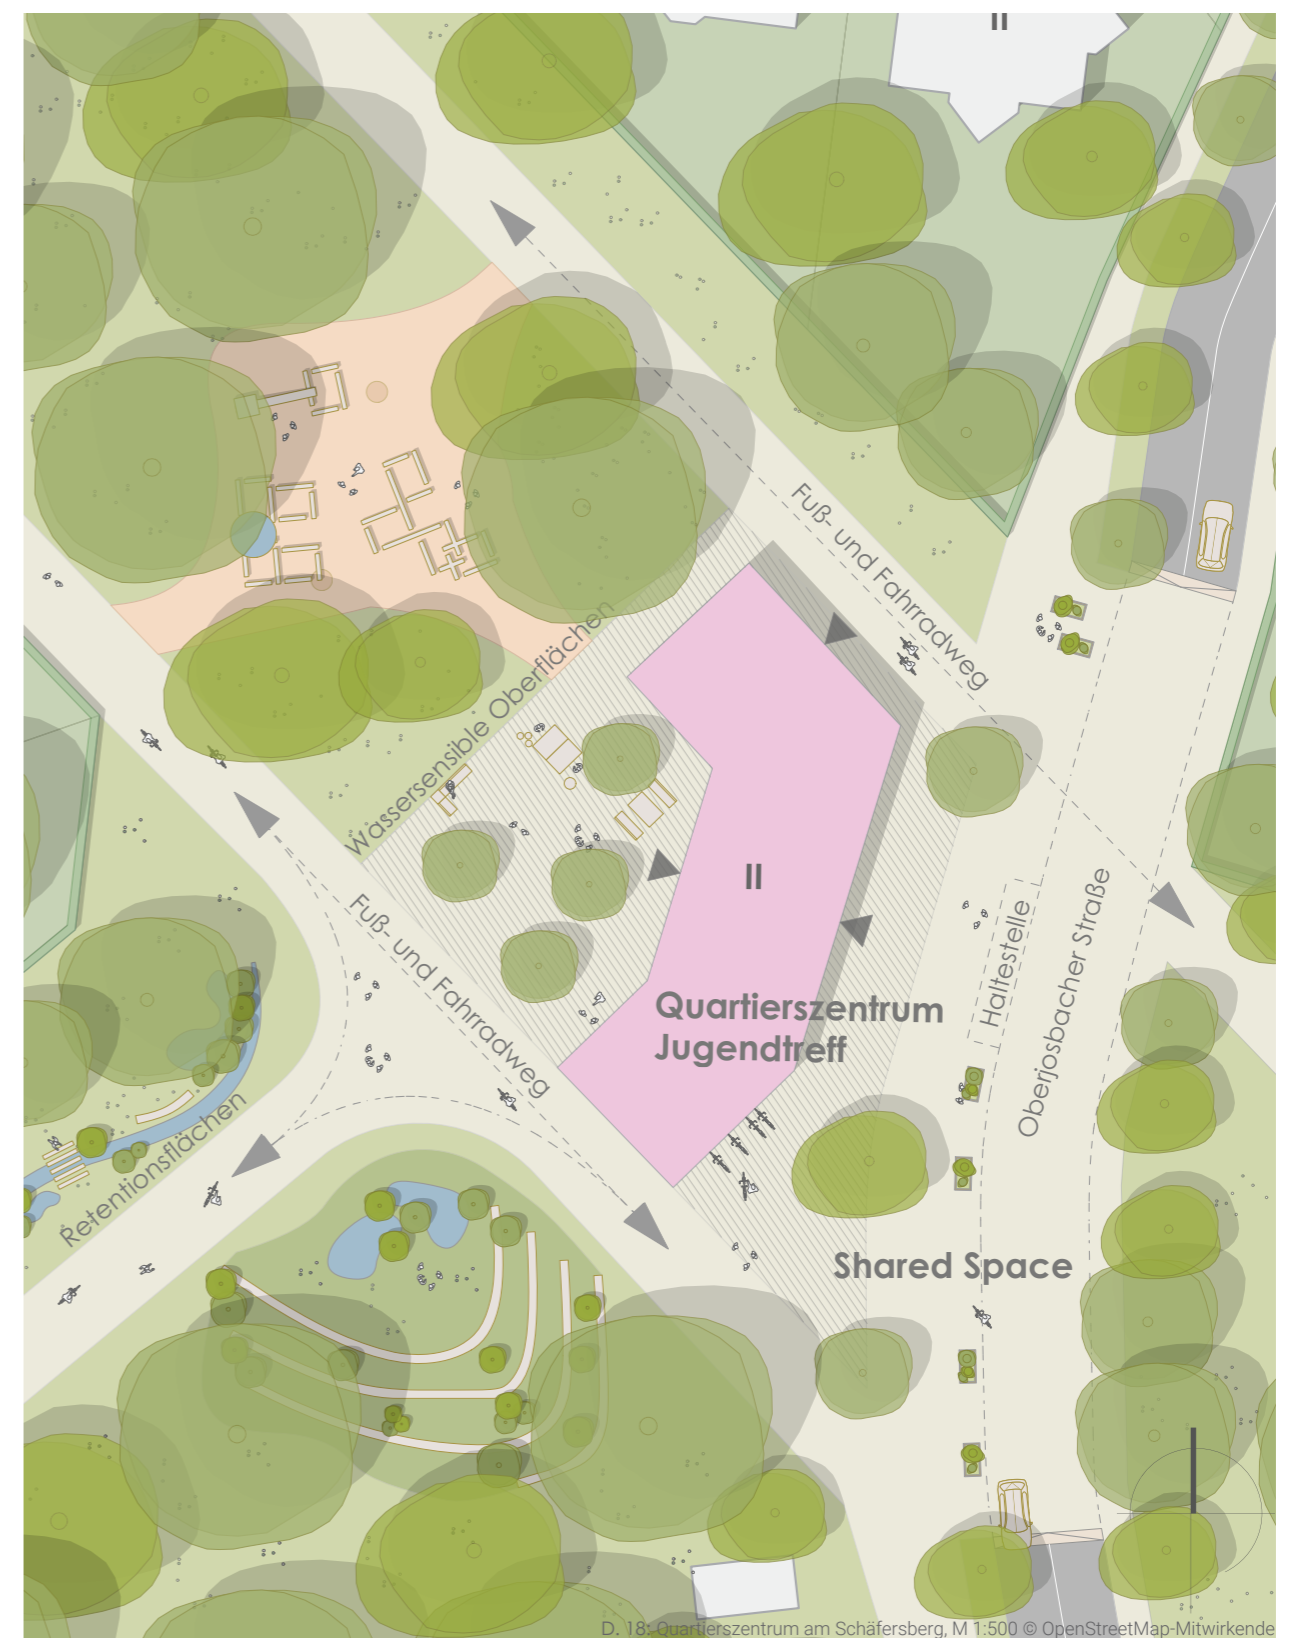 II
Fuß- und Fahrradweg
Wassersensible Oberflächen
II
Haltestelle
Oberjosbacher Straße
Fuß- und Fahrradweg
Quartierszentrum
Jugendtreff
Retentionsflächen
Shared Space
D. 18: Quartierszentrum am Schäfersberg, M 1:500 © OpenStreetMap-Mitwirkende